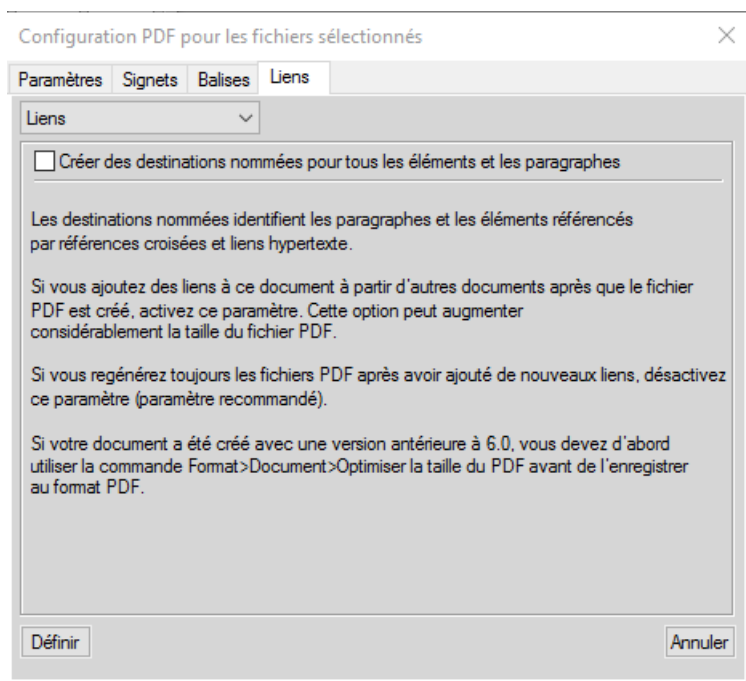 Configuration PDF pour les fichiers sélectionnés
Paramètres Signets Balises Liens
Liens
Créer des destinations nommées pour tous les éléments et les paragraphes
Les destinations nommées identifient les paragraphes et les éléments référencés
par références croisées et liens hypertexte.
Si vous ajoutez des liens à ce document à partir d'autres documents après que le fichier
PDF est créé, activez ce paramètre. Cette option peut augmenter
considérablement la taille du fichier PDF.
Si vous regénérez toujours les fichiers PDF après avoir ajouté de nouveaux liens, désactivez
ce paramètre (paramètre recommandé).
Si votre document a été créé avec une version antérieure à 6.0, vous devez d'abord
utiliser la commande Format>Document>Optimiser la taille du PDF avant de l'enregistrer
au format PDF.
Définir Annuler